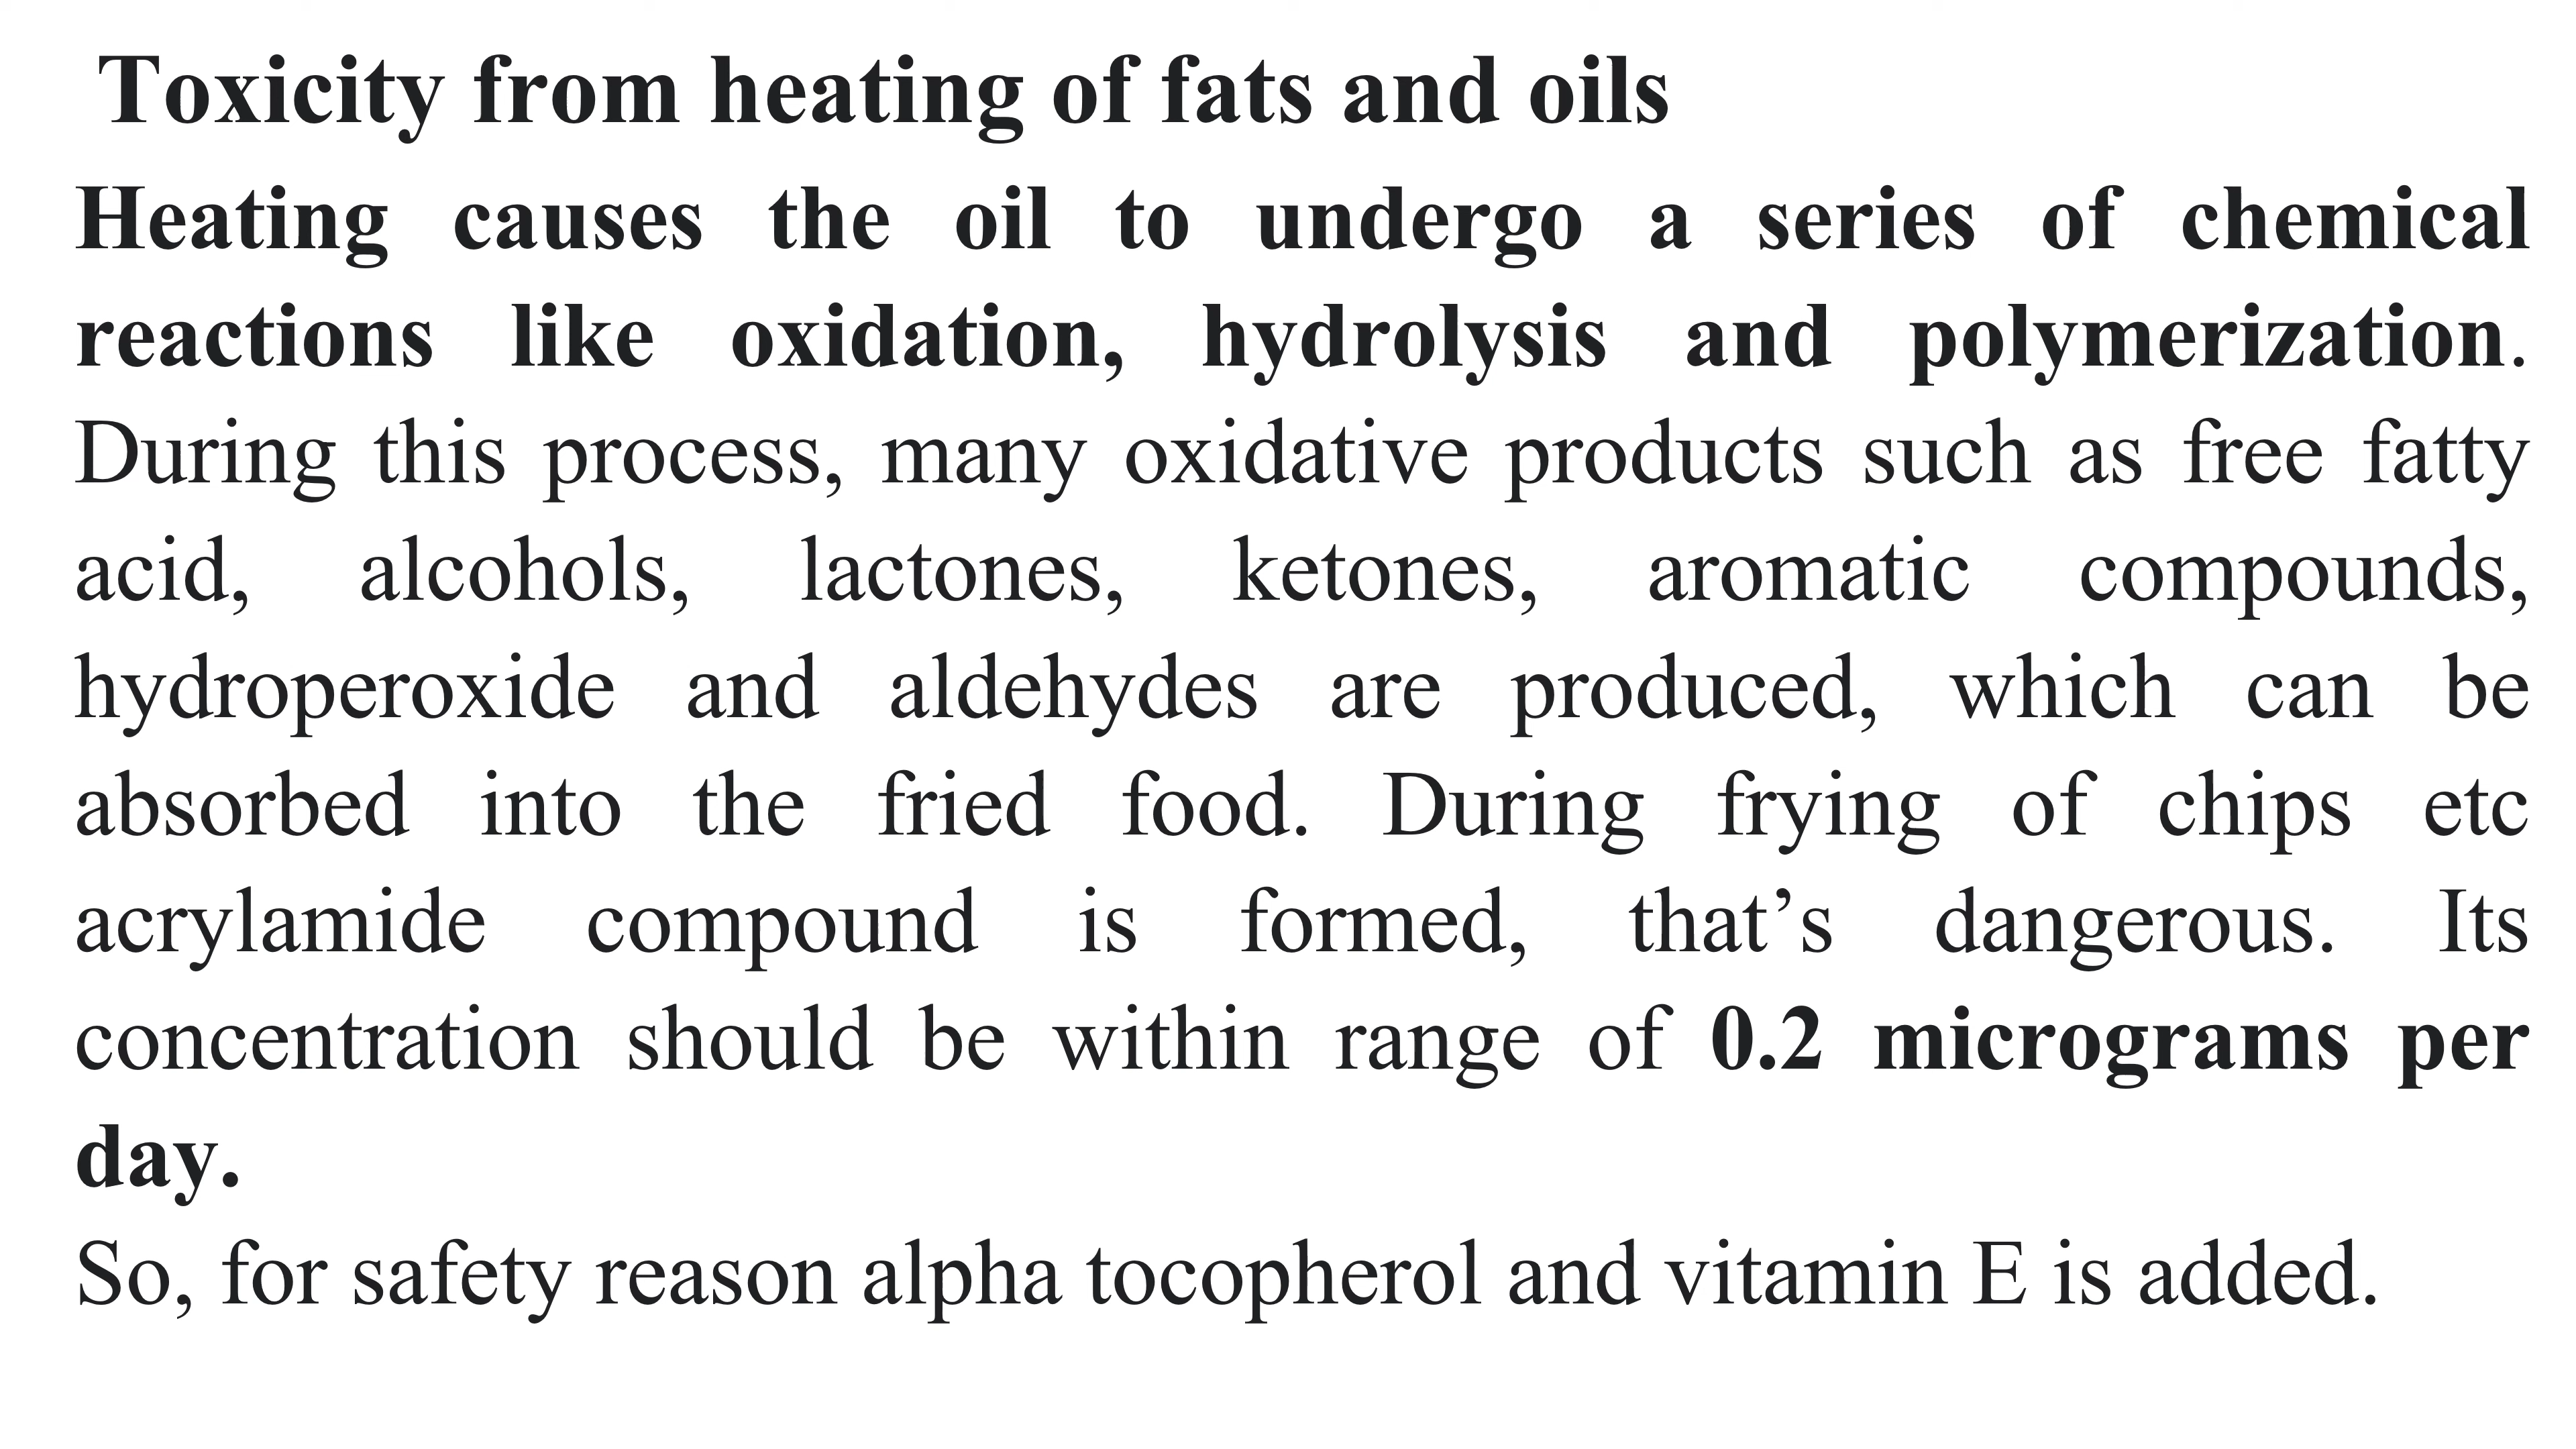 Toxicity from heating of fats and oils
Heating causes the oil to undergo a series of chemical
reactions like oxidation, hydrolysis and polymerization.
During this process, many oxidative products such as free fatty
acid, alcohols, lactones, ketones, aromatic compounds,
hydroperoxide and aldehydes are produced, which can be
absorbed into the fried food. During frying of chips etc
acrylamide compound is formed, that’s dangerous. Its
concentration should be within range of 0.2 micrograms per
day.
So, for safety reason alpha tocopherol and vitamin E is added.